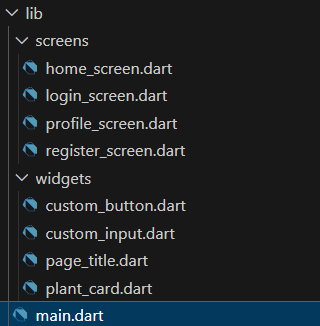 lib
screens
home_screen.dart
login_screen.dart
profile_screen.dart
register_screen.dart
widgets
custom_button.dart
custom_input.dart
page_title.dart
plant_card.dart
main.dart